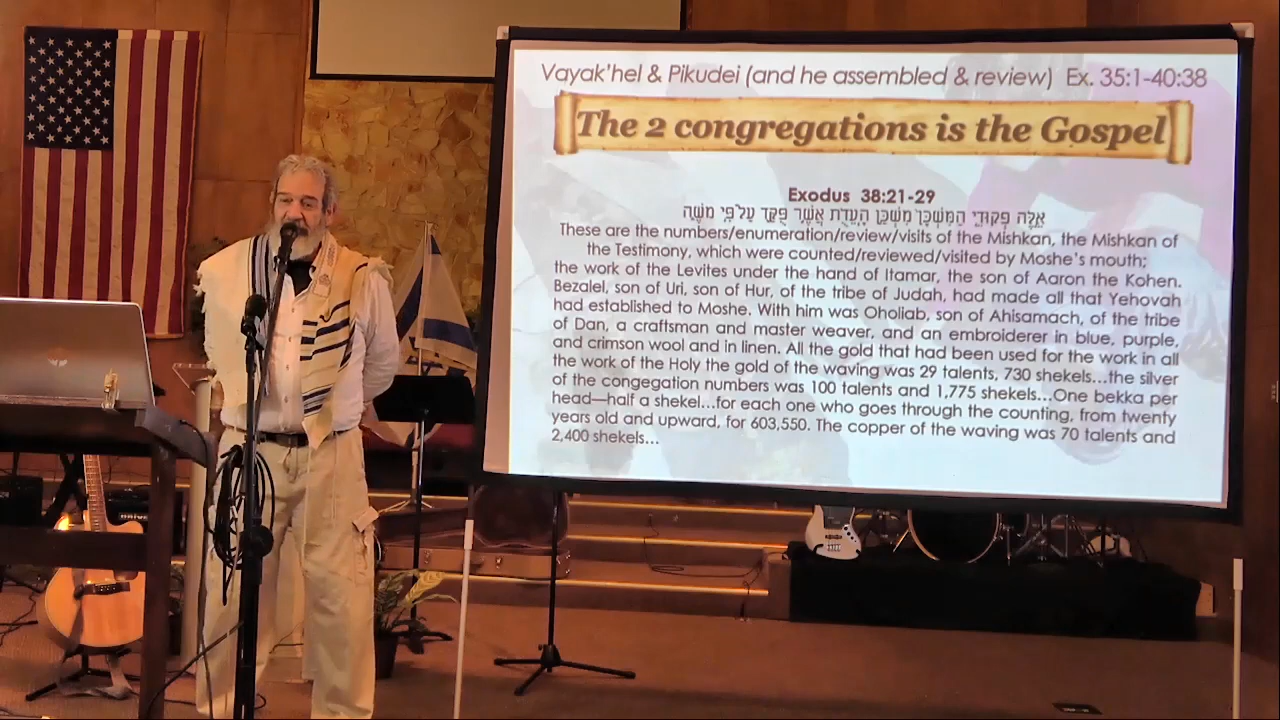 Vayak'hel & Pikudei (and he assembled & review) Ex. 35:1-40:38
The 2 congregations is the Gospel
Exodus 38:21-29
אֵלֶּה פְקוּדֵי הַמִּשְׁכָּן מִשְׁכַּן הָעֵדֻת אֲשֶׁר פֻּקַּד עַל־פִּי מֹשֶׁה
These are the numbers/enumeration/review/visits of the Mishkan, the Mishkan of
the Testimony, which were counted/reviewed/visited by Moshe's mouth;
the work of the Levites under the hand of Itamar, the son of Aaron the Kohen.
Bezalel, son of Uri, son of Hur, of the tribe of Judah, had made all that Yehovah
had established to Moshe. With him was Oholiab, son of Ahisamach, of the tribe
of Dan, a craftsman and master weaver, and an embroiderer in blue, purple,
and crimson wool and in linen. All the gold that had been used for the work in all
the work of the Holy the gold of the waving was 29 talents, 730 shekels...the silver
of the congegation numbers was 100 talents and 1,775 shekels...One bekka per
head—half a shekel...for each one who goes through the counting, from twenty
years old and upward, for 603,550. The copper of the waving was 70 talents and
2,400 shekels...